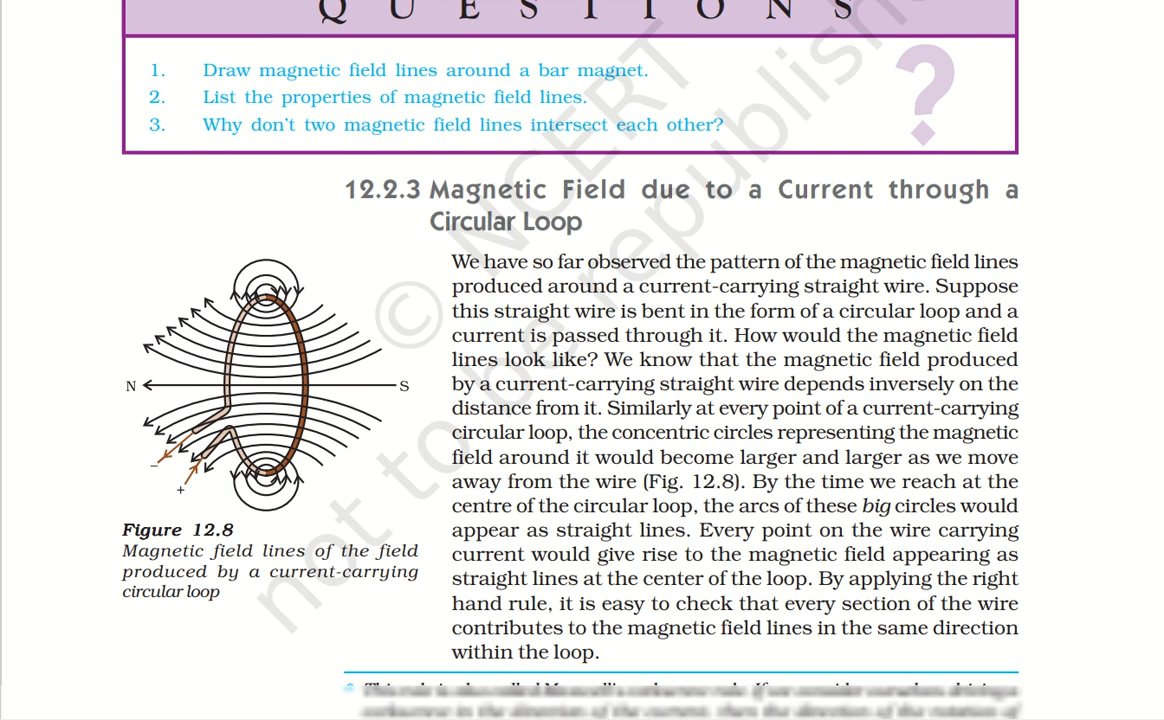 QUESTIONS
1. Draw magnetic field lines around a bar magnet.
2. List the properties of magnetic field lines.
3. Why don't two magnetic field lines intersect each other?
?
12.2.3 Magnetic Field due to a Current through a
Circular Loop
We have so far observed the pattern of the magnetic field lines
produced around a current-carrying straight wire. Suppose
this straight wire is bent in the form of a circular loop and a
current is passed through it. How would the magnetic field
lines look like? We know that the magnetic field produced
by a current-carrying straight wire depends inversely on the
distance from it. Similarly at every point of a current-carrying
circular loop, the concentric circles representing the magnetic
field around it would become larger and larger as we move
away from the wire (Fig. 12.8). By the time we reach at the
centre of the circular loop, the arcs of these big circles would
appear as straight lines. Every point on the wire carrying
current would give rise to the magnetic field appearing as
straight lines at the center of the loop. By applying the right
hand rule, it is easy to check that every section of the wire
contributes to the magnetic field lines in the same direction
within the loop.
N S
–
+
Figure 12.8
Magnetic field lines of the field
produced by a current-carrying
circular loop
© NCERT
not to be republished